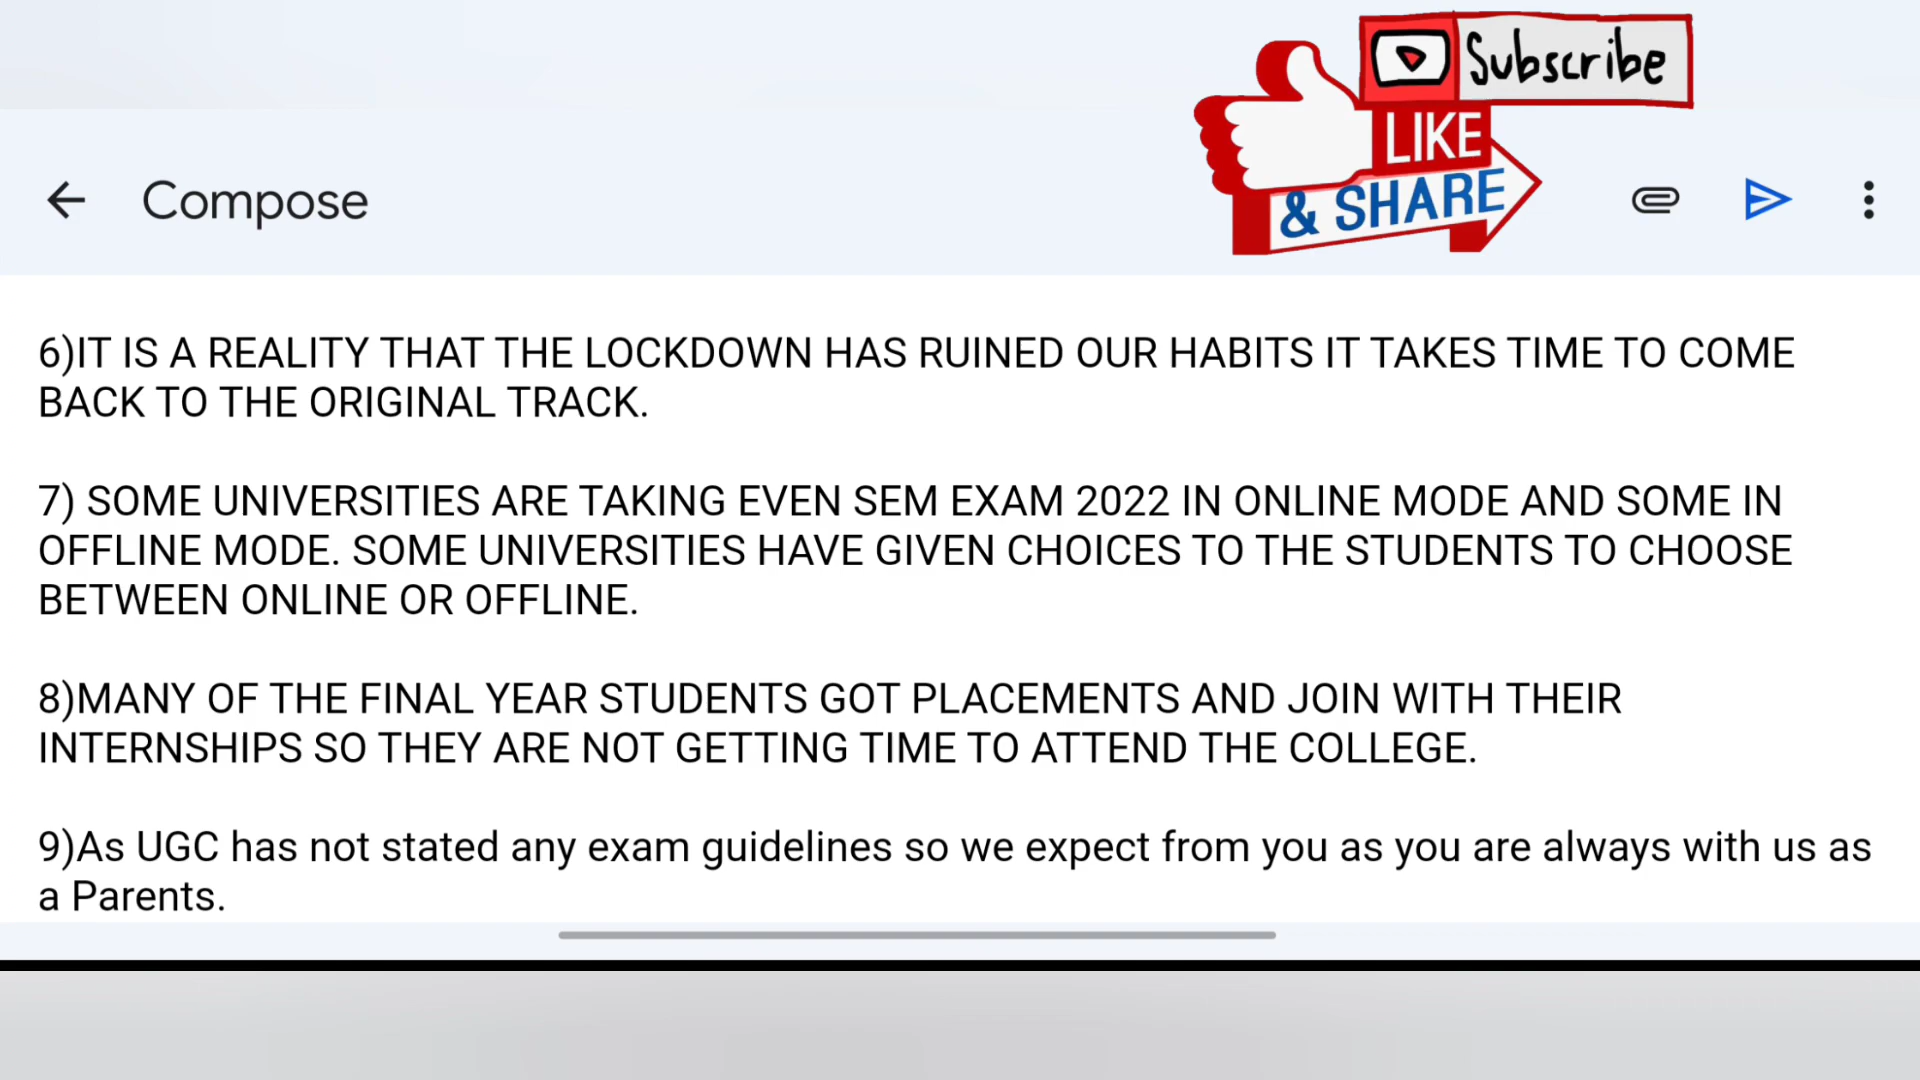 Subscribe
LIKE
& SHARE
Compose
6)IT IS A REALITY THAT THE LOCKDOWN HAS RUINED OUR HABITS IT TAKES TIME TO COME
BACK TO THE ORIGINAL TRACK.
7) SOME UNIVERSITIES ARE TAKING EVEN SEM EXAM 2022 IN ONLINE MODE AND SOME IN
OFFLINE MODE. SOME UNIVERSITIES HAVE GIVEN CHOICES TO THE STUDENTS TO CHOOSE
BETWEEN ONLINE OR OFFLINE.
8)MANY OF THE FINAL YEAR STUDENTS GOT PLACEMENTS AND JOIN WITH THEIR
INTERNSHIPS SO THEY ARE NOT GETTING TIME TO ATTEND THE COLLEGE.
9)As UGC has not stated any exam guidelines so we expect from you as you are always with us as
a Parents.